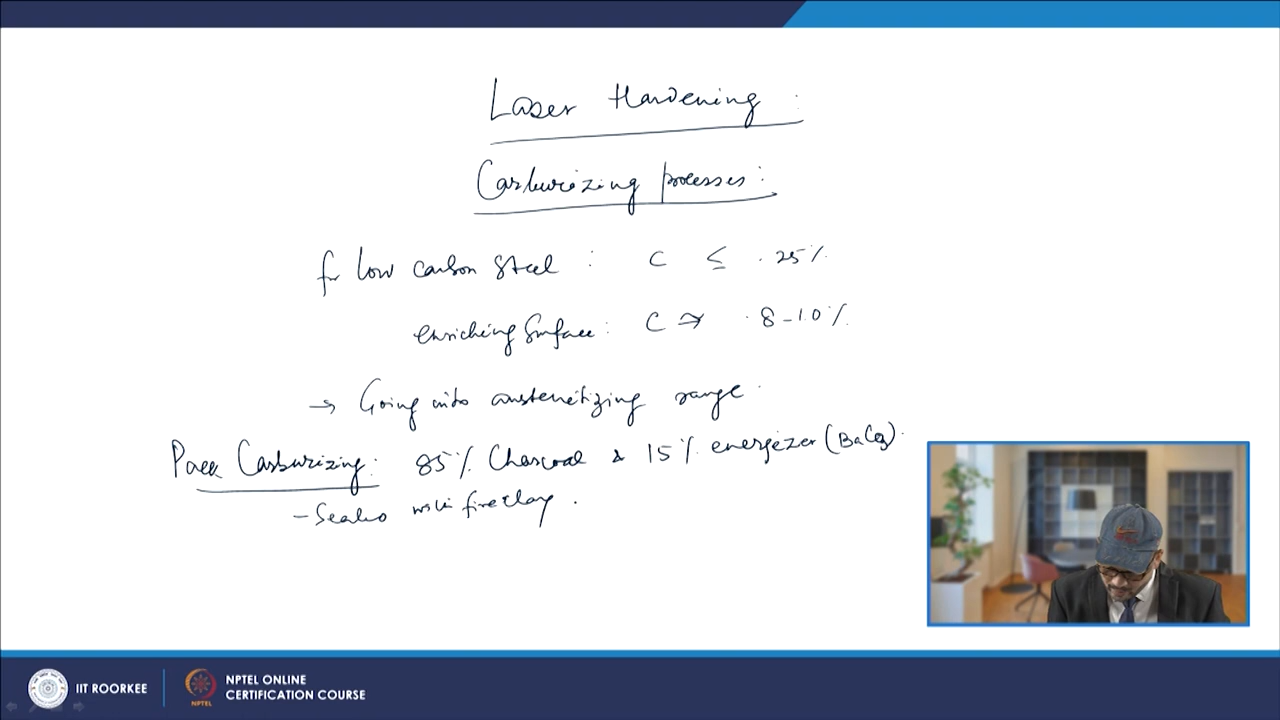 Laser Hardening :
Carburizing processes :
for low carbon steel : C ≤ .25%.
enriching surface : C → .8-1.0%.
→ Going into austenitizing range.
Pack Carburizing: 85% Charcoal & 15% energizer (BaCO3).
- Sealed with fireclay.
IIT ROORKEE
NPTEL
NPTEL ONLINE
CERTIFICATION COURSE